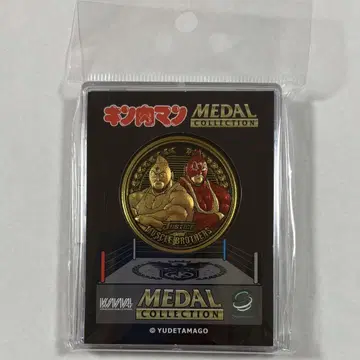 キン肉マン
MEDAL
COLLECTION
MUSCLE BROTHERS
MEDAL
COLLECTION
© YUDETAMAGO